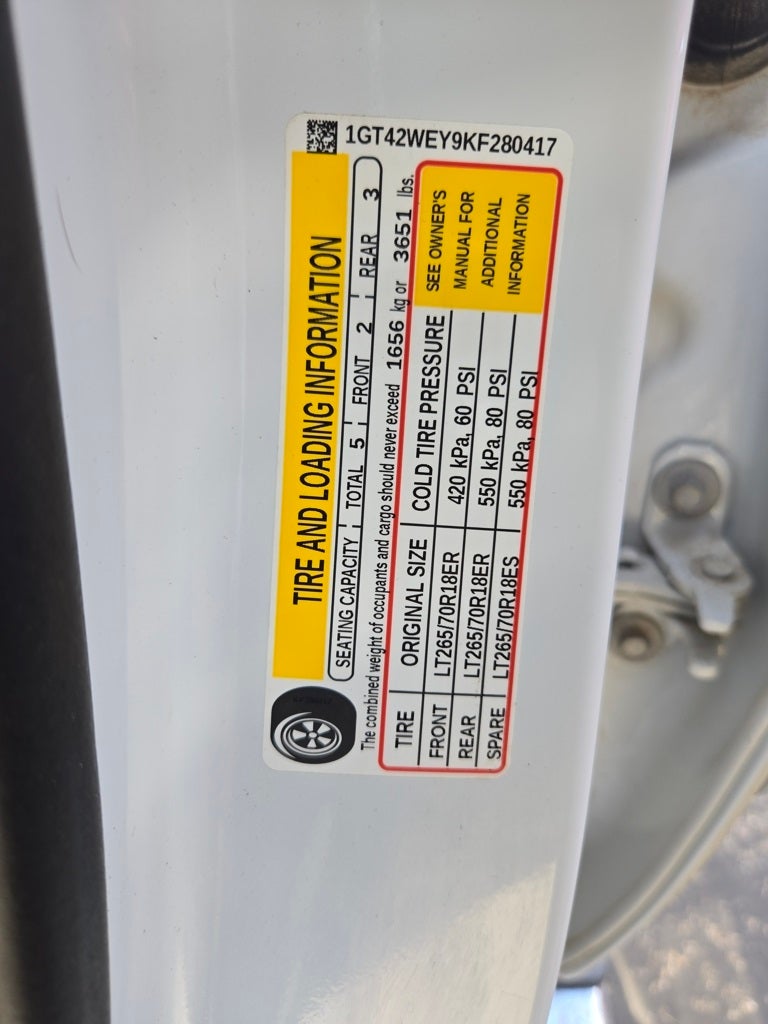 1GT42WEY9KF280417
TIRE AND LOADING INFORMATION
SEATING CAPACITY TOTAL 5 FRONT 2 REAR 3
The combined weight of occupants and cargo should never exceed 1656 kg or 3651 lbs.
TIRE ORIGINAL SIZE COLD TIRE PRESSURE
FRONT LT265/70R18ER 420 kPa, 60 PSI
REAR LT265/70R18ER 550 kPa, 80 PSI
SPARE LT265/70R18ES 550 kPa, 80 PSI
SEE OWNER'S
MANUAL FOR
ADDITIONAL
INFORMATION